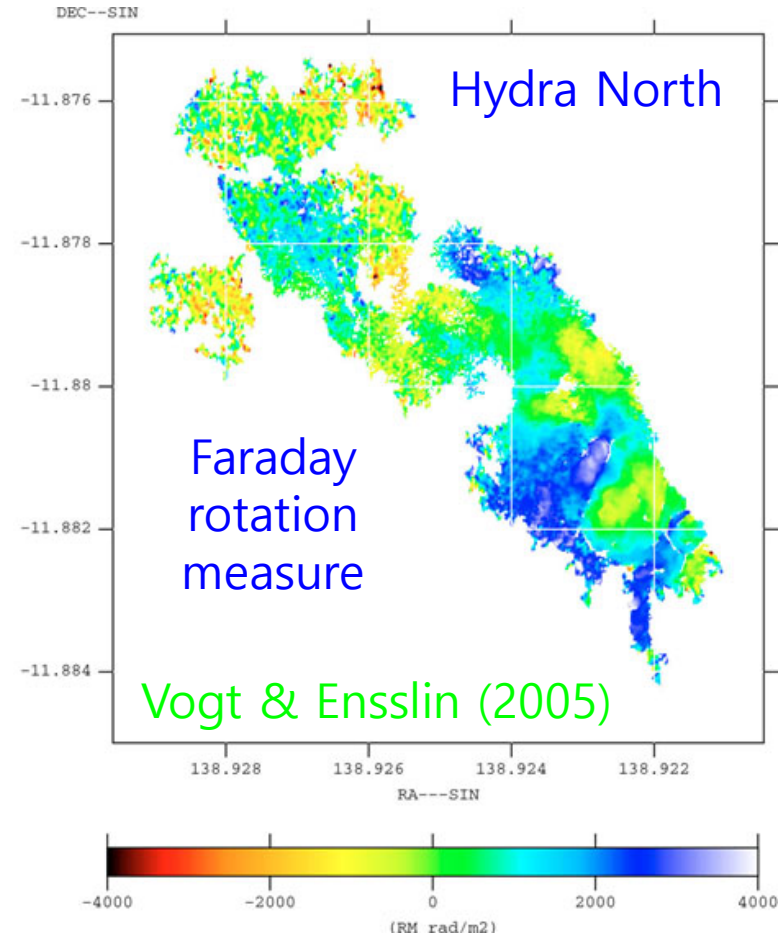 DEC--SIN
Hydra North
-11.876
-11.878
-11.88
Faraday
rotation
measure
-11.882
-11.884
Vogt & Ensslin (2005)
138.928 138.926 138.924 138.922
RA---SIN
-4000 -2000 0 2000 4000
(RM rad/m2)